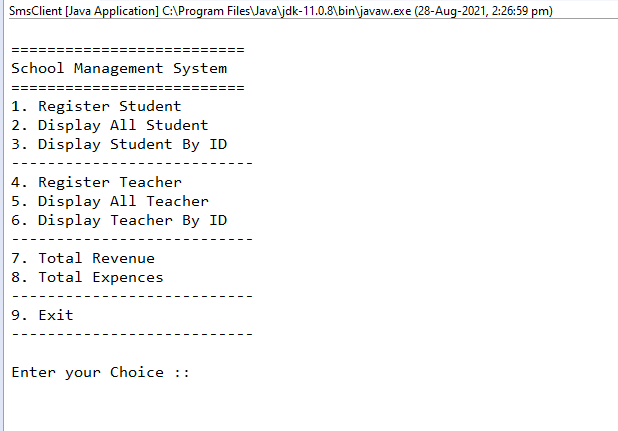 SmsClient [Java Application] C:\Program Files\Java\jdk-11.0.8\bin\javaw.exe (28-Aug-2021, 2:26:59 pm)
==========================
School Management System
==========================
1. Register Student
2. Display All Student
3. Display Student By ID
---------------------------
4. Register Teacher
5. Display All Teacher
6. Display Teacher By ID
---------------------------
7. Total Revenue
8. Total Expences
---------------------------
9. Exit
---------------------------
Enter your Choice ::